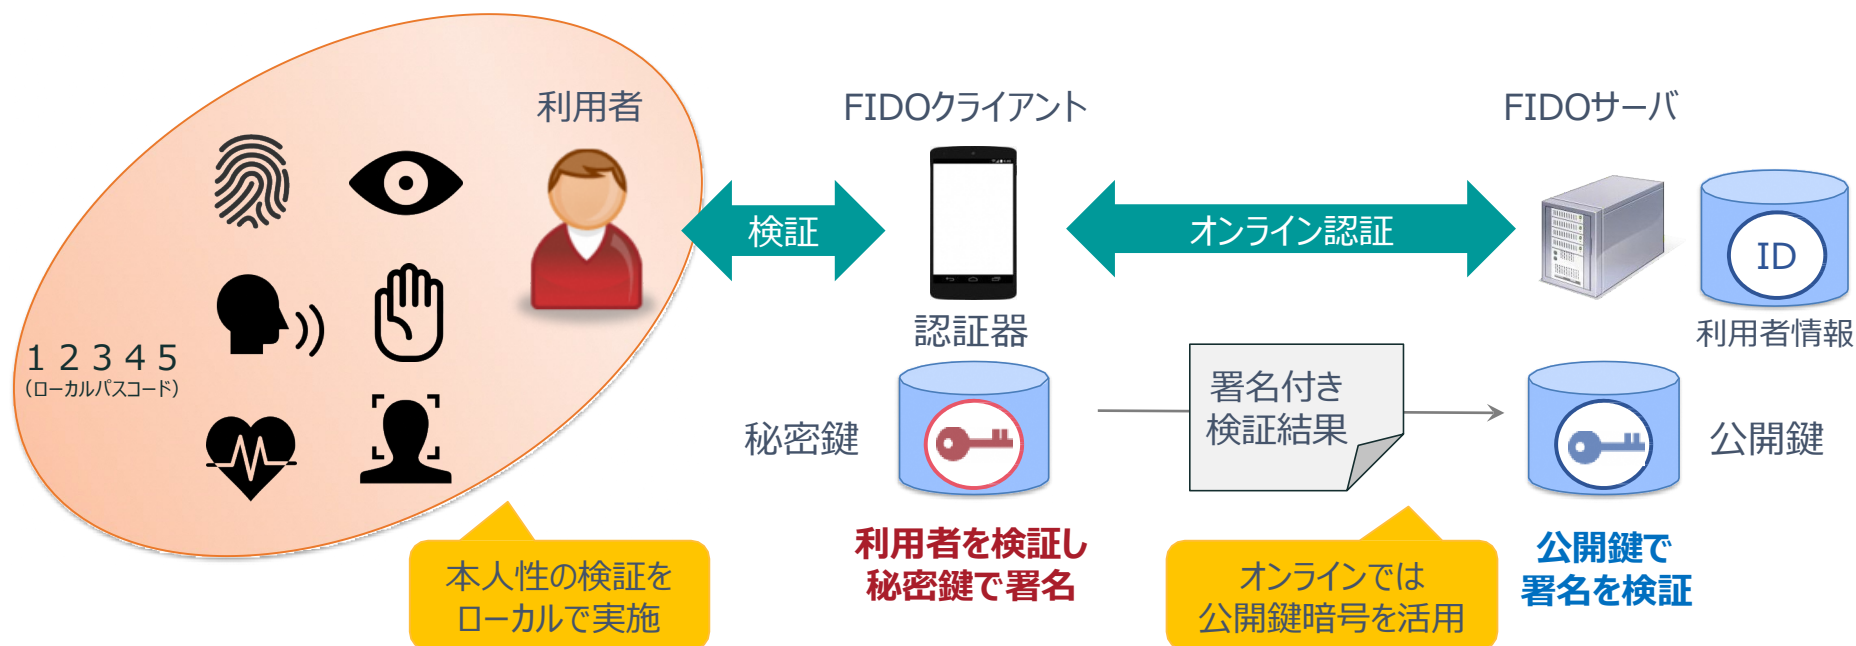 利用者
FIDOクライアント
FIDOサーバ
検証
オンライン認証
ID
認証器
利用者情報
１２３４５
（ローカルパスコード）
署名付き
検証結果
秘密鍵
公開鍵
利用者を検証し
秘密鍵で署名
公開鍵で
署名を検証
本人性の検証を
ローカルで実施
オンラインでは
公開鍵暗号を活用